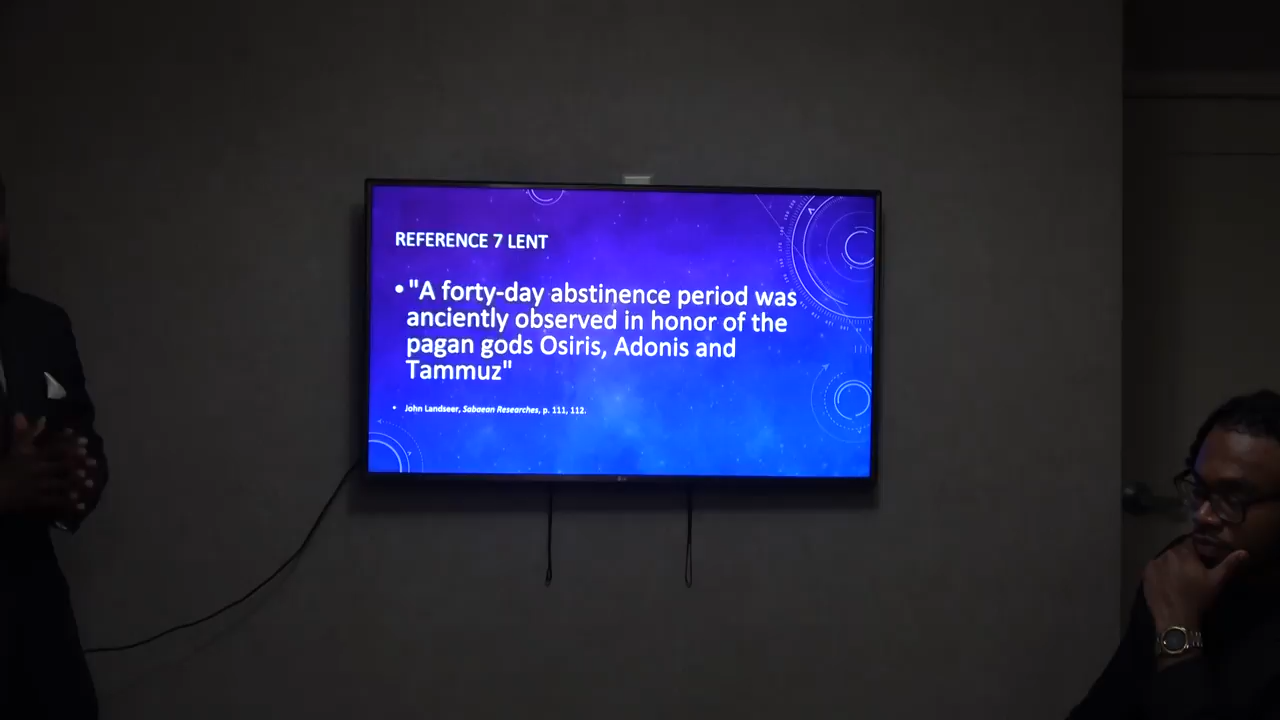 REFERENCE 7 LENT
• "A forty-day abstinence period was
anciently observed in honor of the
pagan gods Osiris, Adonis and
Tammuz"
• John Landseer, Sabaean Researches, p. 111, 112.
LG